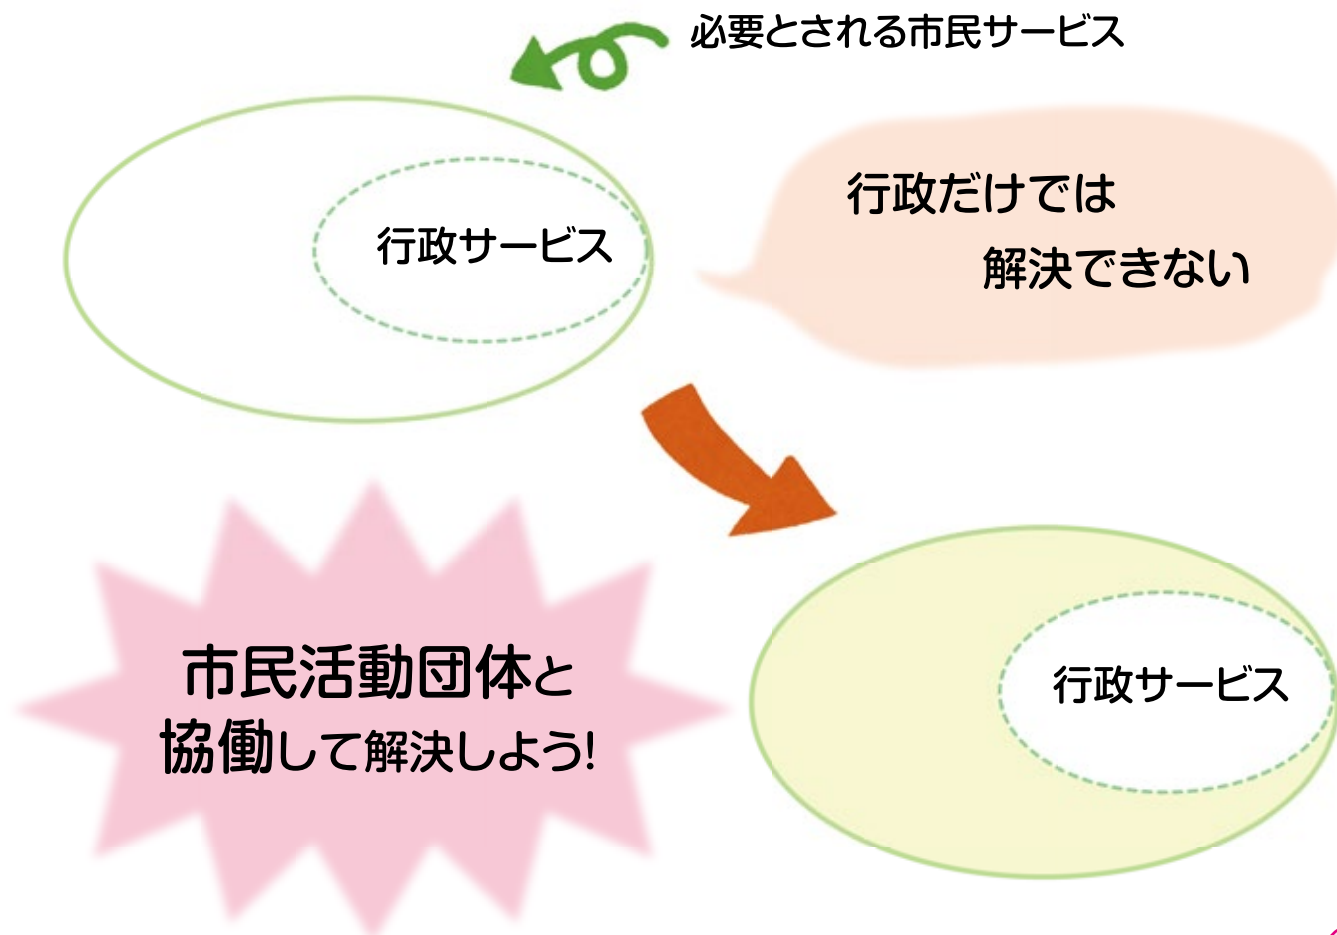 必要とされる市民サービス
行政サービス
行政だけでは
解決できない
市民活動団体と
協働して解決しよう!
行政サービス